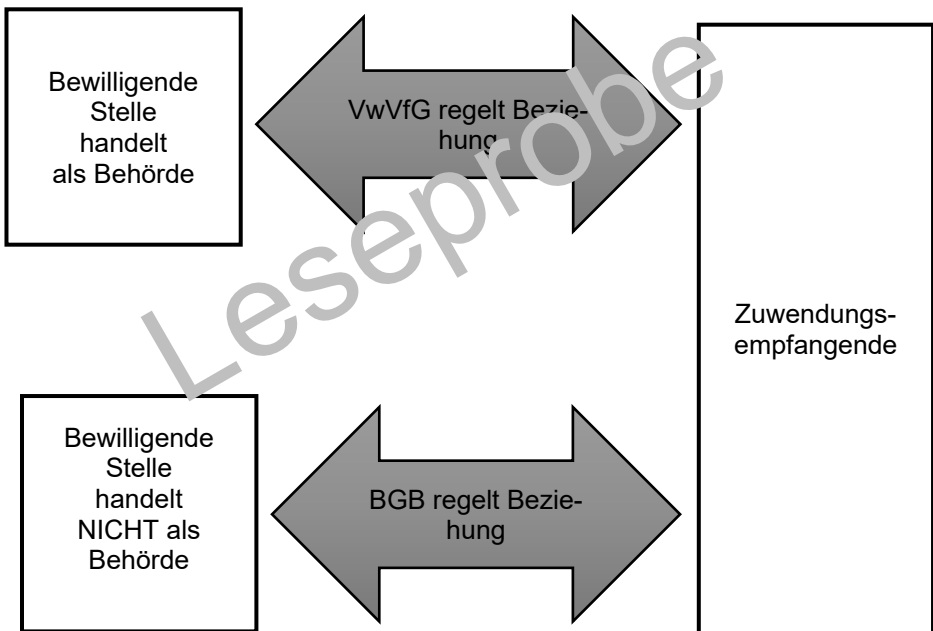 Bewilligende
Stelle
handelt
als Behörde
VwVfG regelt Bezie-
hung
Leseprobe
Zuwendungs-
empfangende
Bewilligende
Stelle
handelt
NICHT als
Behörde
BGB regelt Bezie-
hung